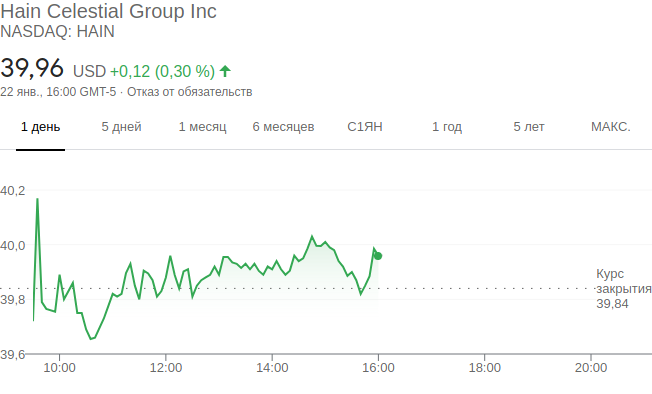 Hain Celestial Group Inc
NASDAQ: HAIN
39,96 USD +0,12 (0,30 %)
22 янв., 16:00 GMT-5 · Отказ от обязательств
1 день 5 дней 1 месяц 6 месяцев С1ЯН 1 год 5 лет МАКС.
40,2
40,0
39,8
39,6
Курс
закрытия
39,84
10:00 12:00 14:00 16:00 18:00 20:00